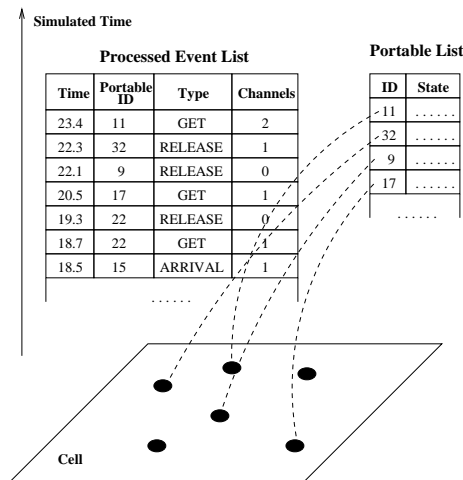 Simulated Time
Processed Event List
Time Portable ID Type Channels
23.4 11 GET 2
22.3 32 RELEASE 1
22.1 9 RELEASE 0
20.5 17 GET 1
19.3 22 RELEASE 0
18.7 22 GET 1
18.5 15 ARRIVAL 1
......
Portable List
ID State
11 ......
32 ......
9 ......
17 ......
......
Cell